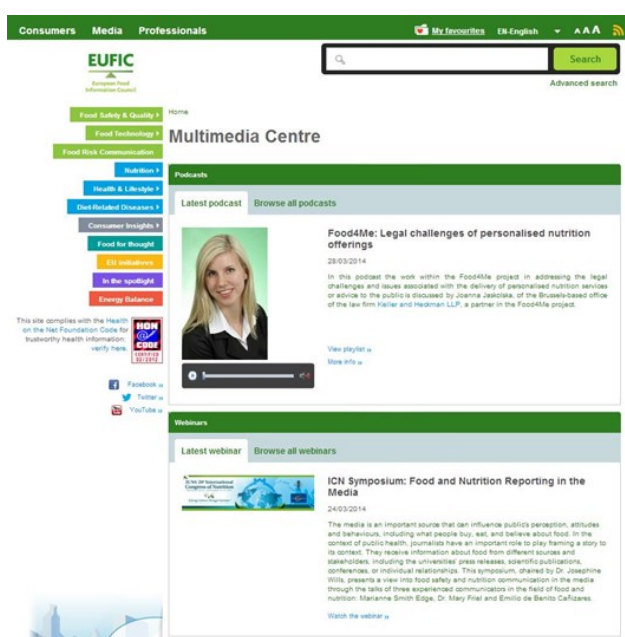 Consumers Media Professionals
My favourites EN-English AAA
EUFIC
European Food
Information Council
Search
Advanced search
Food Safety & Quality
Food Technology
Food Risk Communication
Nutrition
Health & Lifestyle
Diet-Related Diseases
Consumer Insights
Food for thought
EU initiatives
In the spotlight
Energy Balance
This site complies with the Health
on the Net Foundation Code for
trustworthy health information:
verify here.
HON
@
CODE
CERTIFIED
03/2012
Facebook »
Twitter »
YouTube »
Home
Multimedia Centre
Podcasts
Latest podcast Browse all podcasts
Food4Me: Legal challenges of personalised nutrition
offerings
28/03/2014
In this podcast the work within the Food4Me project in addressing the legal
challenges and issues associated with the delivery of personalised nutrition services
or advice to the public is discussed by Joanna Jaskolska, of the Brussels-based office
of the law firm Keller and Heckman LLP, a partner in the Food4Me project.
View playlist »
More info »
Webinars
Latest webinar Browse all webinars
IUNS 20th International
Congress of Nutrition
ICN Symposium: Food and Nutrition Reporting in the
Media
24/03/2014
The media is an important source that can influence public's perception, attitudes
and behaviours, including what people buy, eat, and believe about food. In the
context of public health, journalists have an important role to play framing a story to
its context. They receive information about food from different sources and
stakeholders, including the universities' press releases, scientific publications,
conferences, or individual relationships. This symposium, chaired by Dr. Josephine
Wills, presents a view into food safety and nutrition communication in the media
through the talks of three experienced communicators in the field of food and
nutrition: Marianne Smith Edge, Dr. Mary Friel and Emilio de Benito Cañizares.
Watch the webinar »